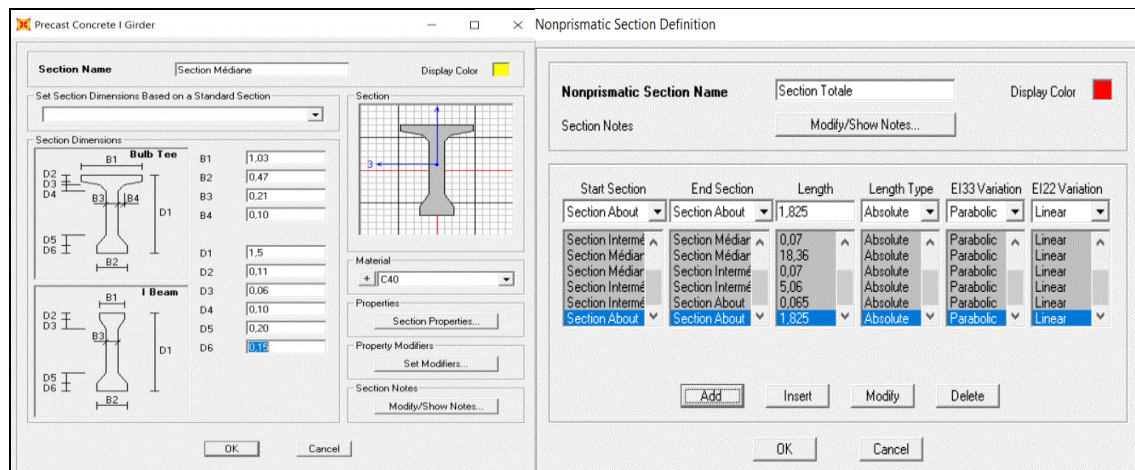 Precast Concrete I Girder
Section Name Section Médiane Display Color
Set Section Dimensions Based on a Standard Section
Section
Section Dimensions
Bulb Tee
B1
D2
D3
D4
B3
B4
D1
D5
D6
B2
I Beam
B1
D2
D3
B3
D1
D5
D6
B2
B1 1,03
B2 0,47
B3 0,21
B4 0,10
D1 1,5
D2 0,11
D3 0,06
D4 0,10
D5 0,20
D6 0,15
3
Material
+ C40
Properties
Section Properties...
Property Modifiers
Set Modifiers...
Section Notes
Modify/Show Notes...
OK Cancel
Nonprismatic Section Definition
Nonprismatic Section Name Section Totale Display Color
Section Notes Modify/Show Notes...
Start Section End Section Length Length Type EI33 Variation EI22 Variation
Section About Section About 1,825 Absolute Parabolic Linear
Section Intermé Section Médiar 0,07 Absolute Parabolic Linear
Section Médiar Section Médiar 18,36 Absolute Parabolic Linear
Section Médiar Section Intermé 0,07 Absolute Parabolic Linear
Section Intermé Section Intermé 5,06 Absolute Parabolic Linear
Section Intermé Section About 0,065 Absolute Parabolic Linear
Section About Section About 1,825 Absolute Parabolic Linear
Add Insert Modify Delete
OK Cancel